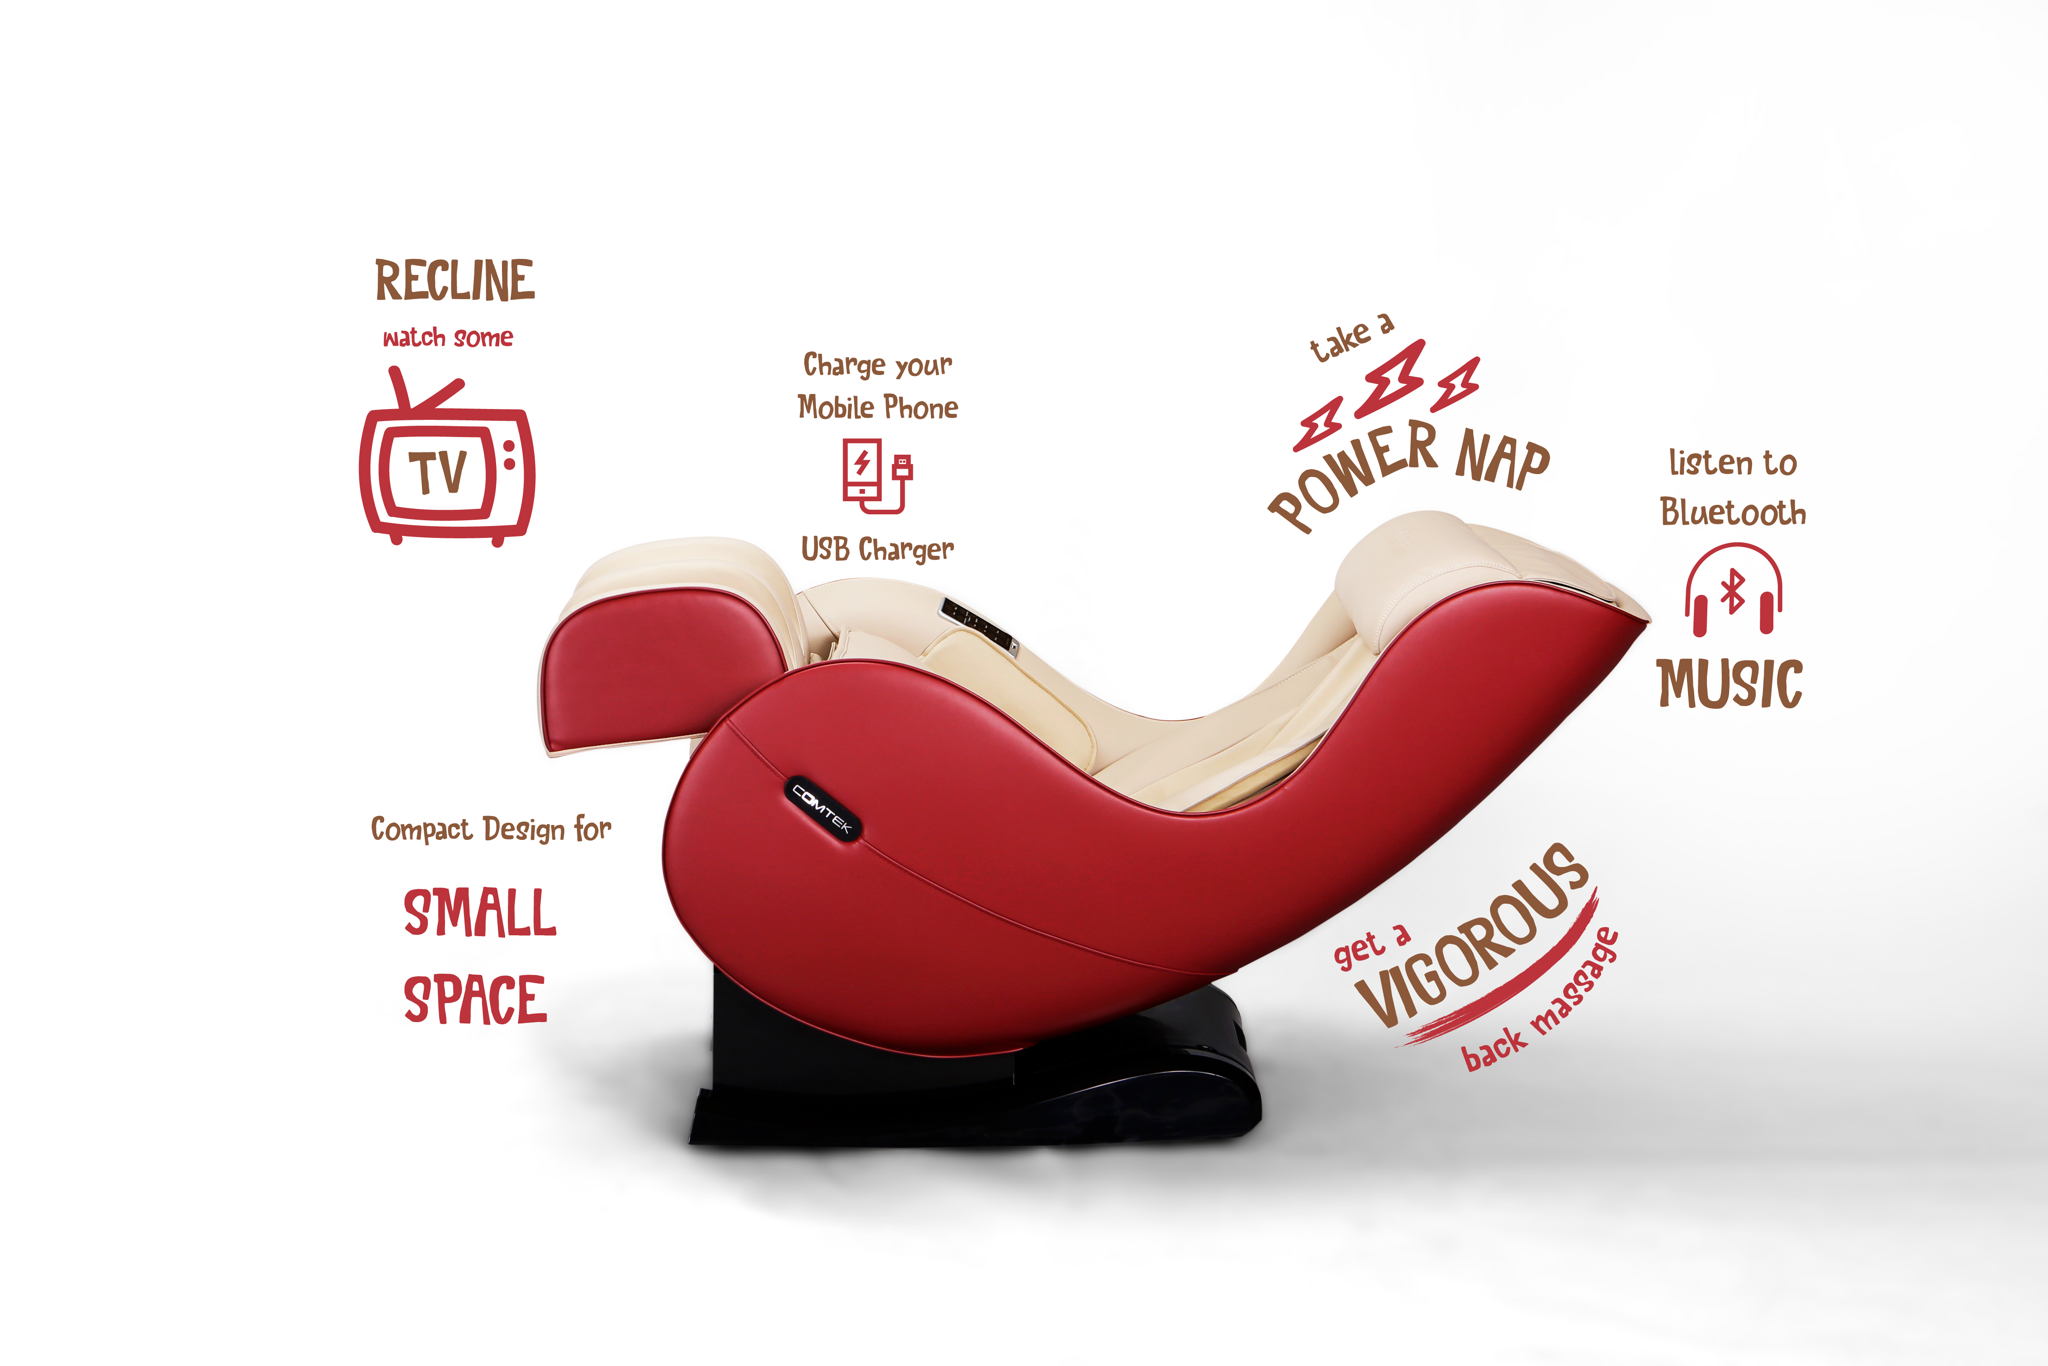 RECLINE
watch some
TV
Charge your
Mobile Phone
USB Charger
take a
POWER NAP
listen to
Bluetooth
MUSIC
COMTEK
Compact Design for
SMALL
SPACE
get a
VIGOROUS
back massage